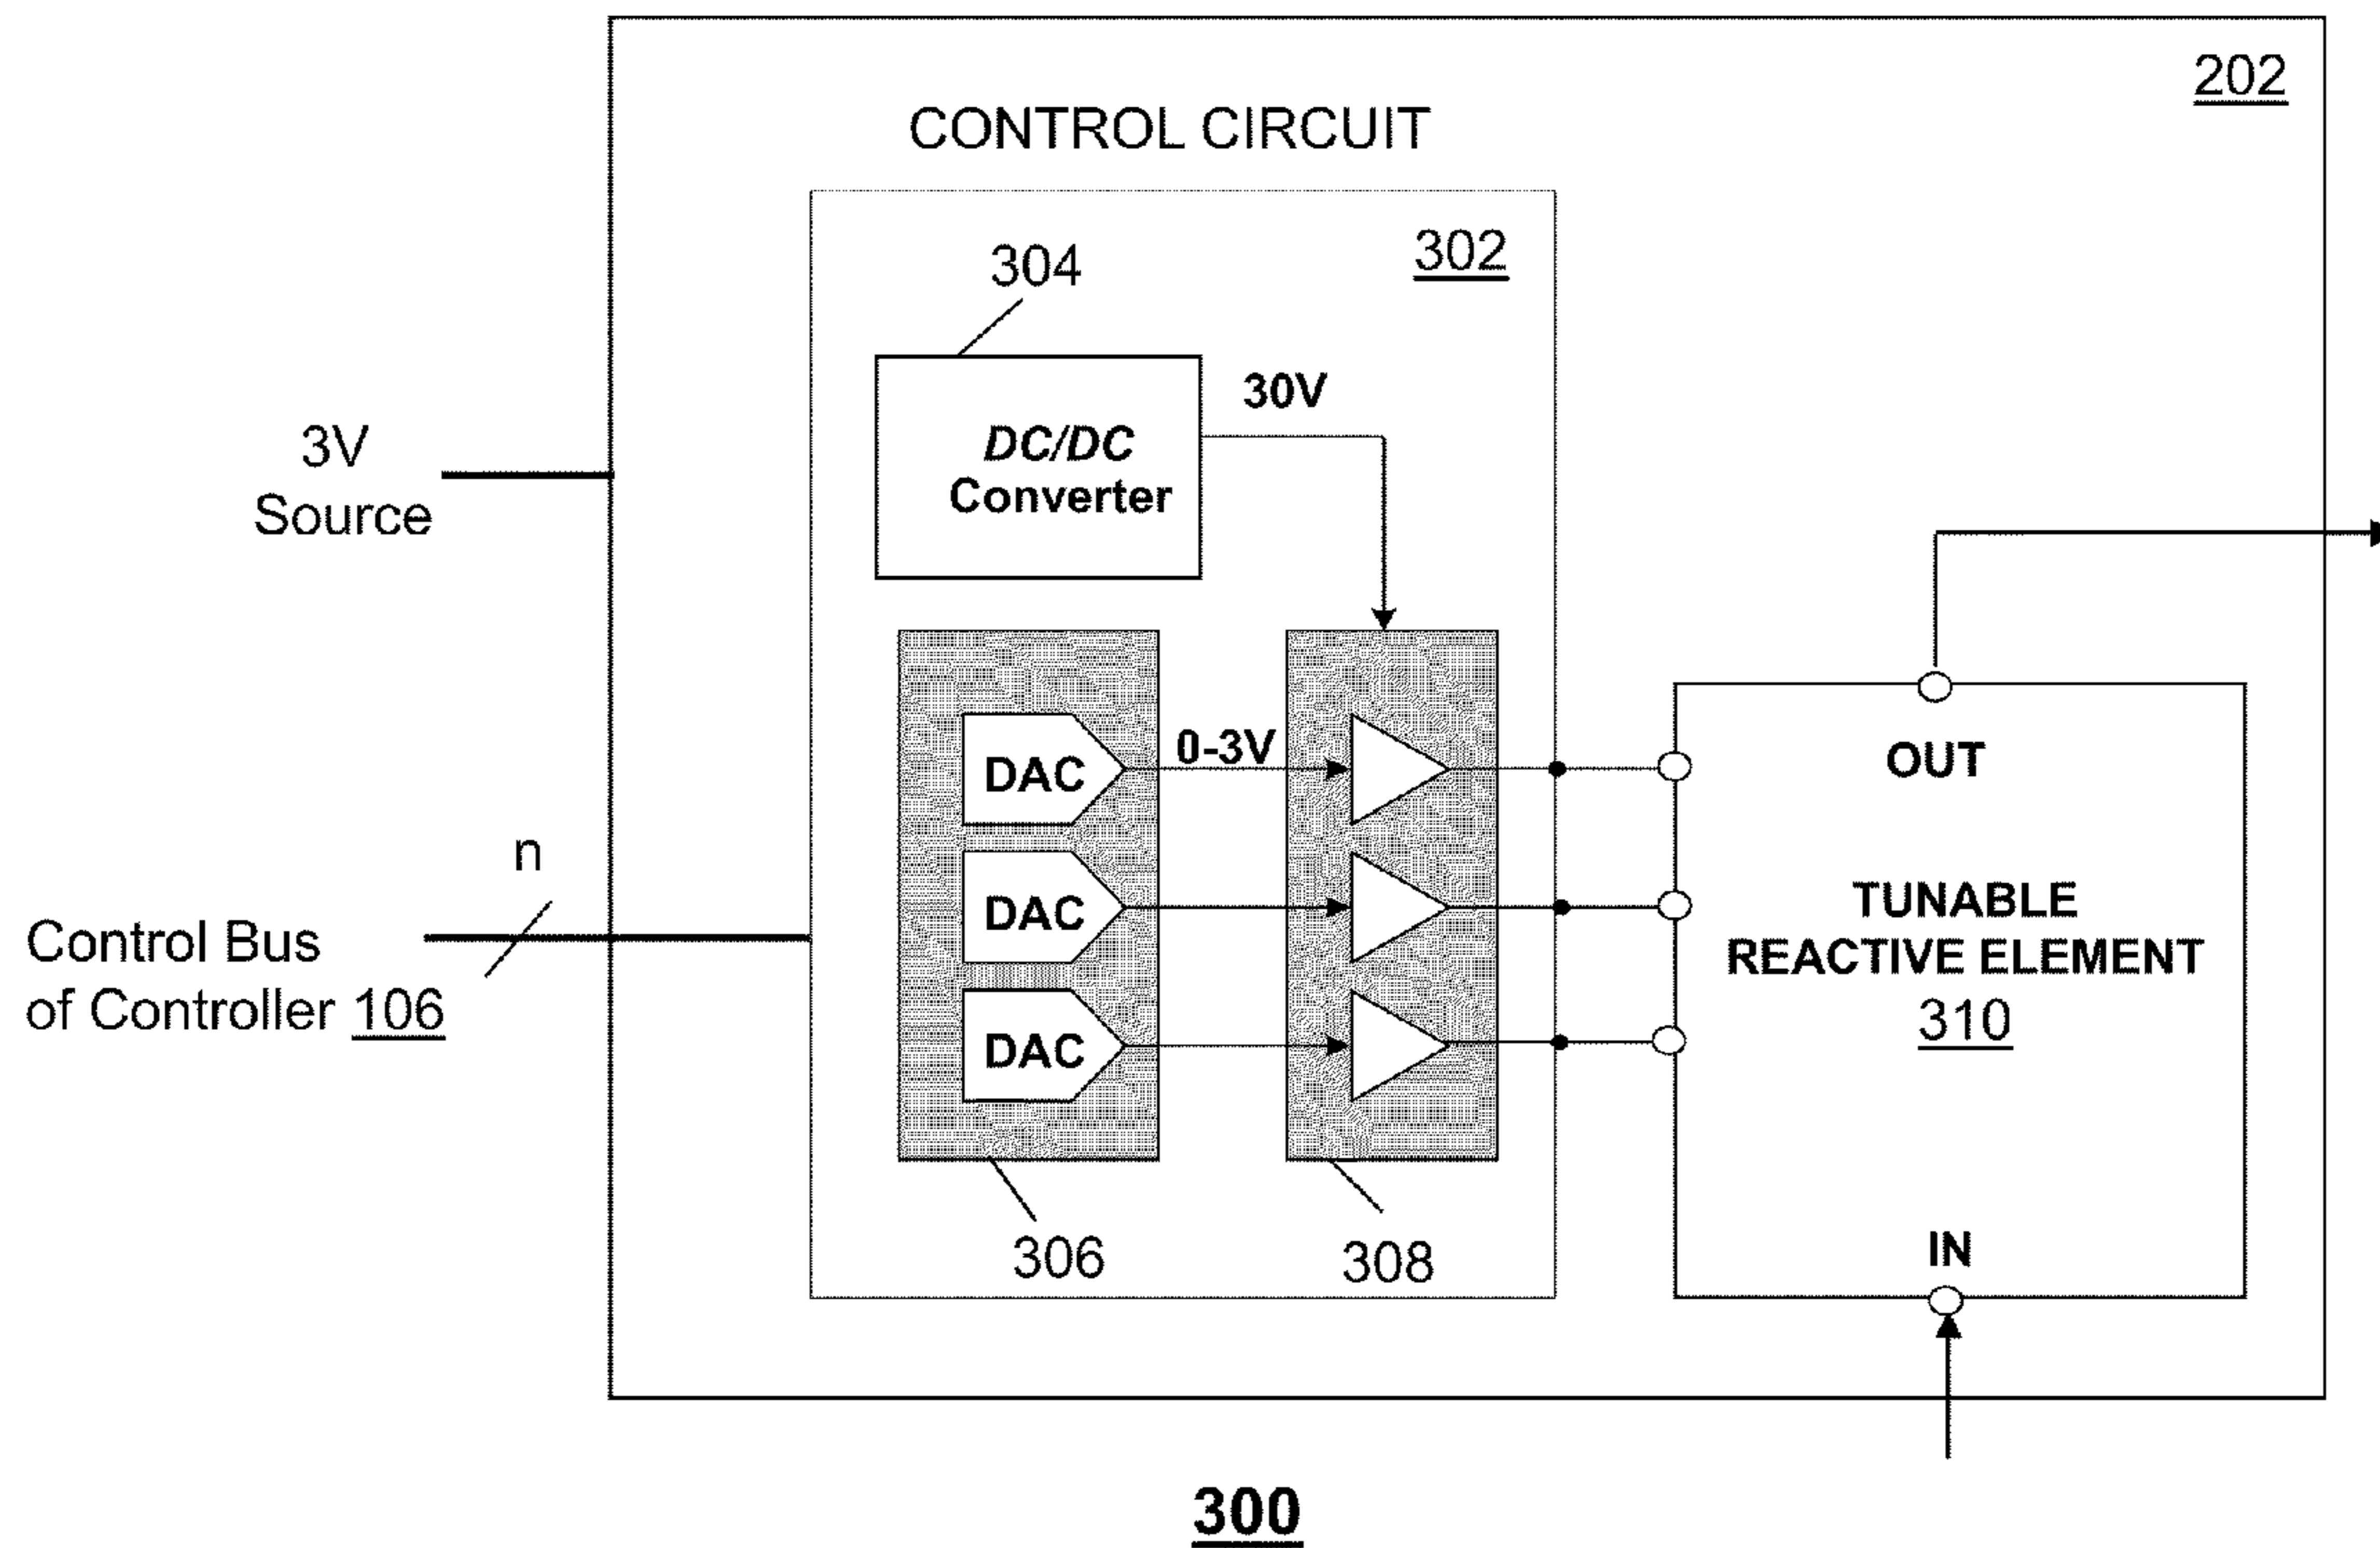 202
CONTROL CIRCUIT
302
304
30V
DC/DC
Converter
3V
Source
0-3V
DAC
DAC
DAC
OUT
TUNABLE
REACTIVE ELEMENT
310
IN
n
Control Bus
of Controller 106
306
308
300